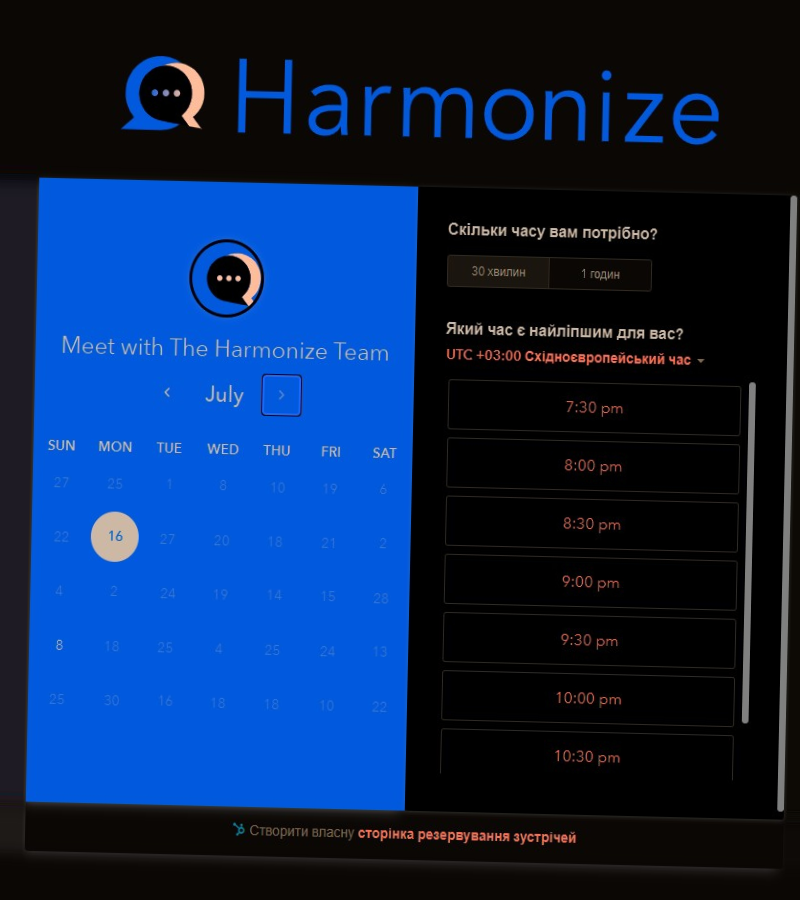 Harmonize
Meet with The Harmonize Team
July
SUN MON TUE WED THU FRI SAT
27 25 1 8 10 19 6
22 16 27 20 18 21 2
4 2 24 19 14 15 28
8 18 25 4 25 24 13
25 30 16 18 18 10 22
Скільки часу вам потрібно?
30 хвилин 1 годин
Який час є найліпшим для вас?
UTC +03:00 Східноєвропейський час
7:30 pm
8:00 pm
8:30 pm
9:00 pm
9:30 pm
10:00 pm
10:30 pm
Створити власну сторінка резервування зустрічей